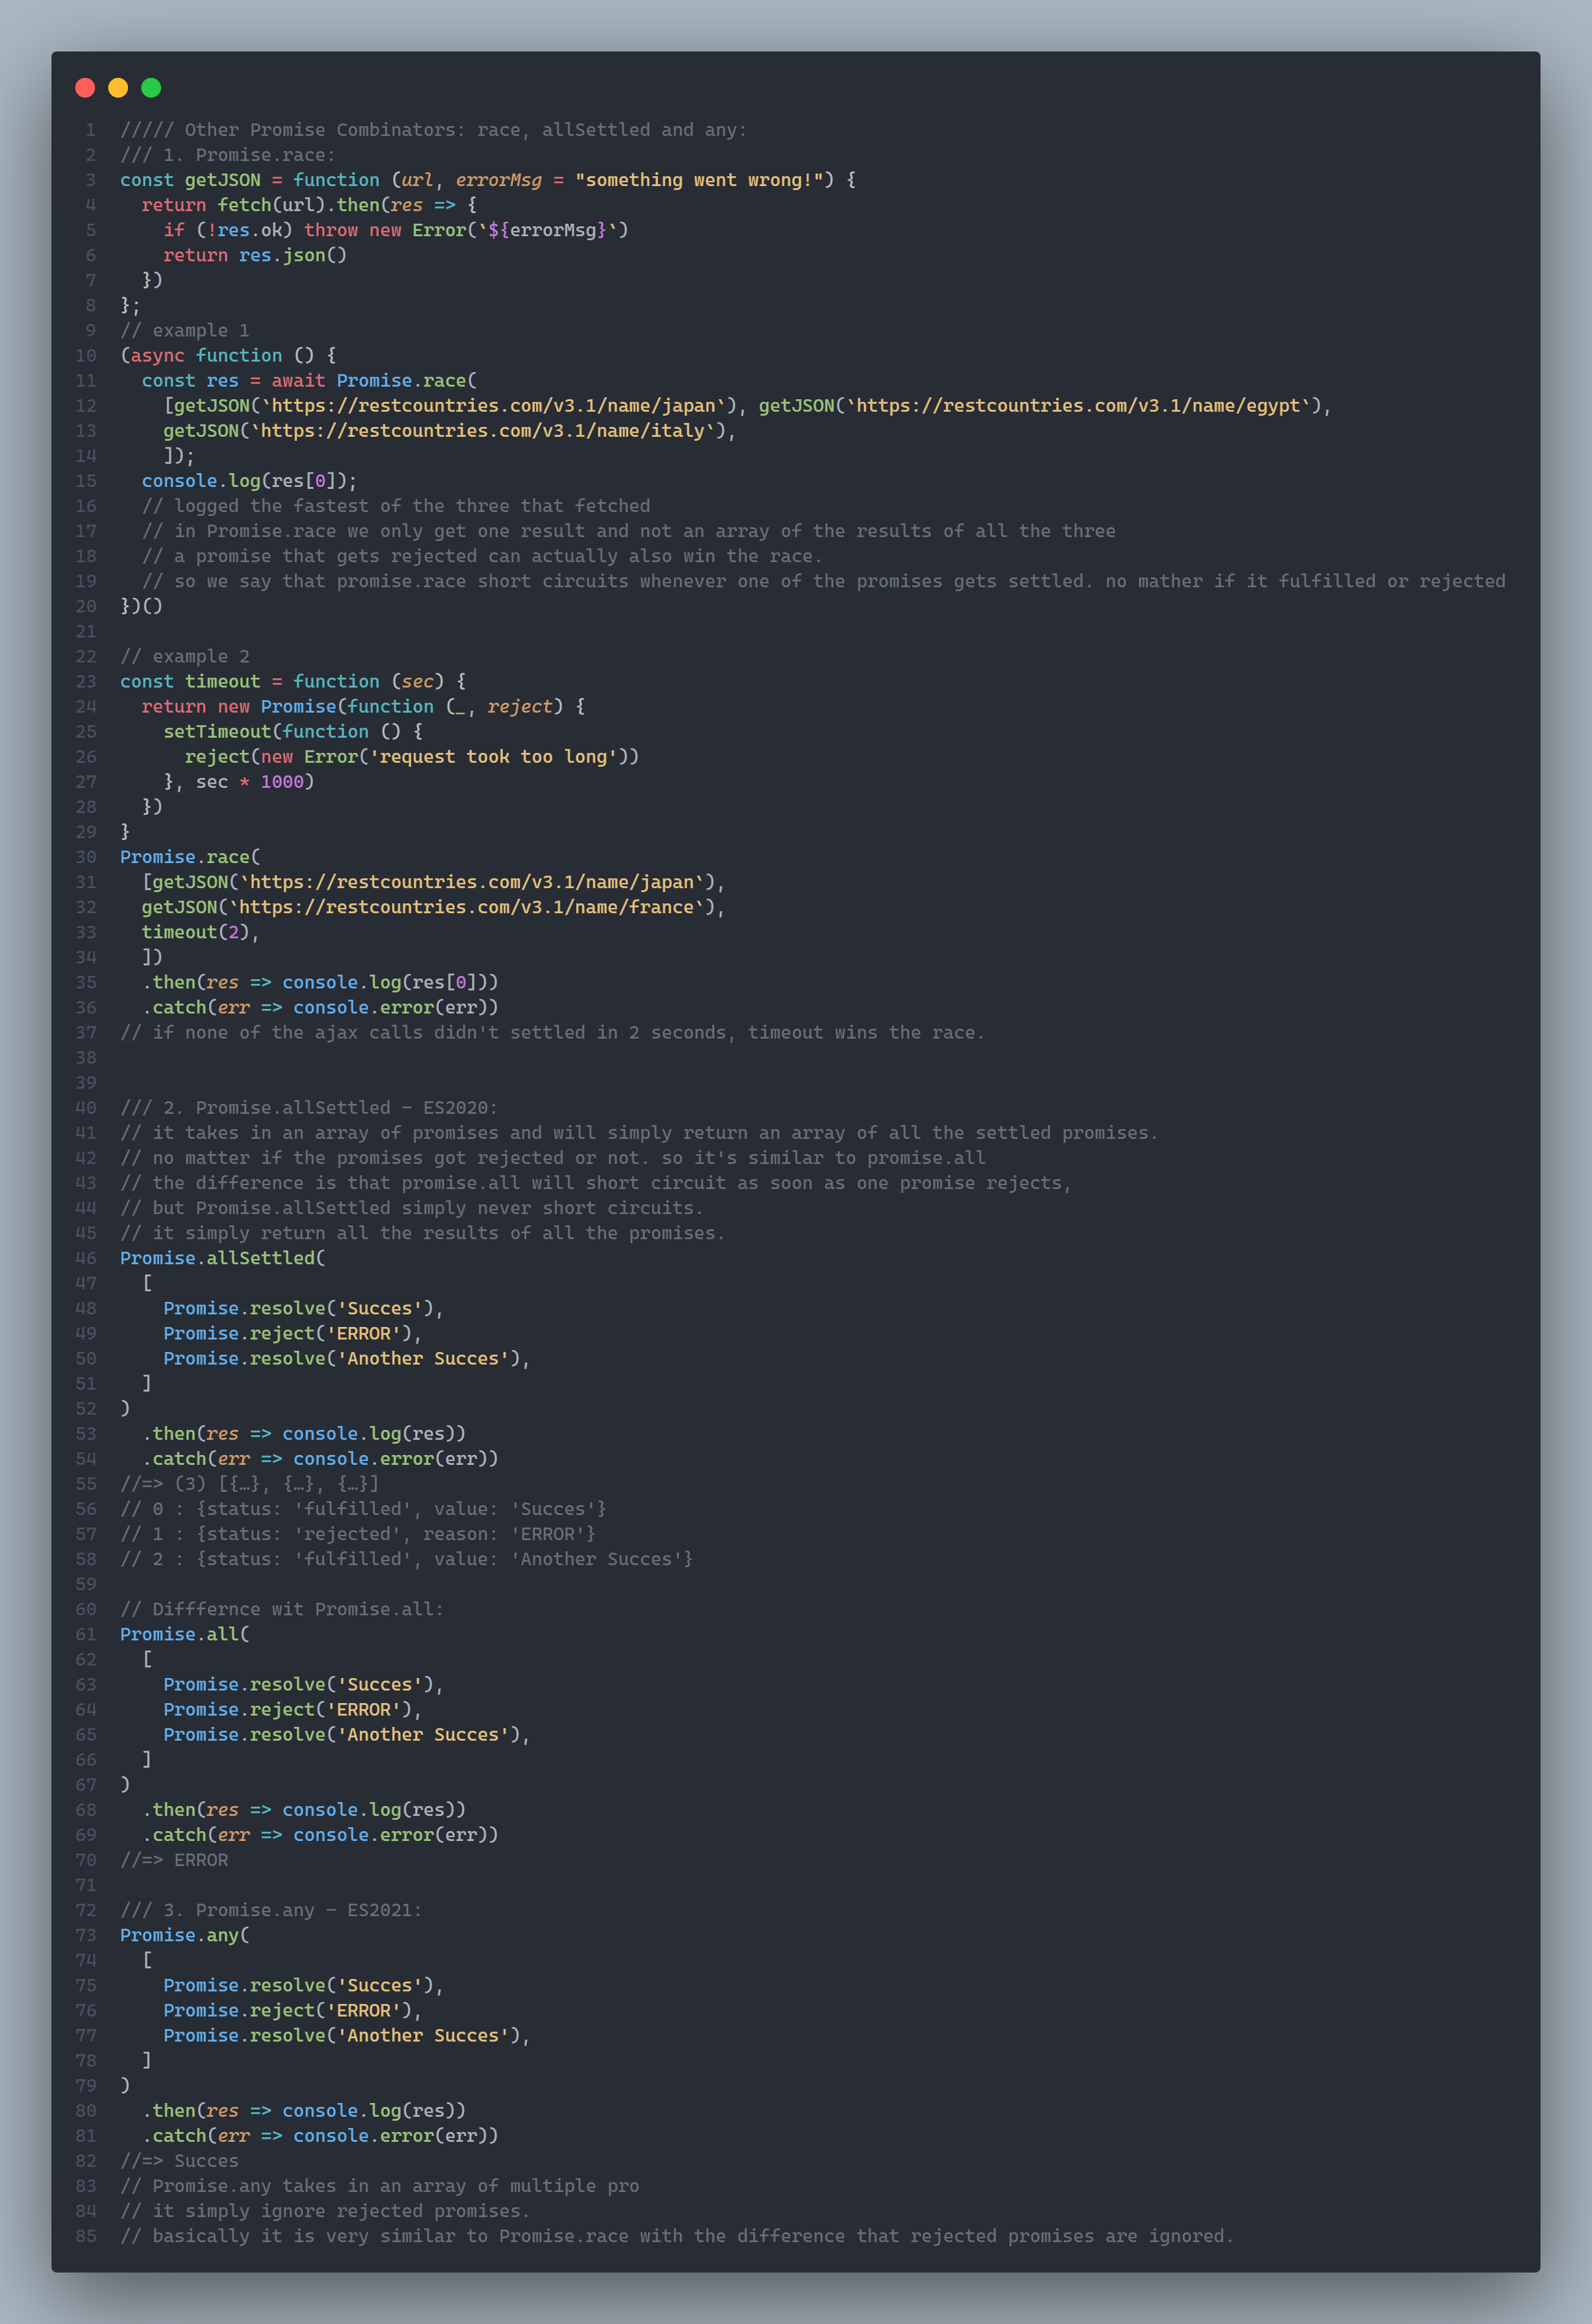 1 ///// Other Promise Combinators: race, allSettled and any:
2 /// 1. Promise.race:
3 const getJSON = function (url, errorMsg = "something went wrong!") {
4   return fetch(url).then(res => {
5     if (!res.ok) throw new Error(`${errorMsg}`)
6     return res.json()
7   })
8 };
9 // example 1
10 (async function () {
11   const res = await Promise.race(
12     [getJSON(`https://restcountries.com/v3.1/name/japan`), getJSON(`https://restcountries.com/v3.1/name/egypt`),
13     getJSON(`https://restcountries.com/v3.1/name/italy`),
14     ]);
15   console.log(res[0]);
16   // logged the fastest of the three that fetched
17   // in Promise.race we only get one result and not an array of the results of all the three
18   // a promise that gets rejected can actually also win the race.
19   // so we say that promise.race short circuits whenever one of the promises gets settled. no mather if it fulfilled or rejected
20 })()
21
22 // example 2
23 const timeout = function (sec) {
24   return new Promise(function (_, reject) {
25     setTimeout(function () {
26       reject(new Error('request took too long'))
27     }, sec * 1000)
28   })
29 }
30 Promise.race(
31   [getJSON(`https://restcountries.com/v3.1/name/japan`),
32   getJSON(`https://restcountries.com/v3.1/name/france`),
33   timeout(2),
34   ])
35   .then(res => console.log(res[0]))
36   .catch(err => console.error(err))
37 // if none of the ajax calls didn't settled in 2 seconds, timeout wins the race.
38
39
40 /// 2. Promise.allSettled - ES2020:
41 // it takes in an array of promises and will simply return an array of all the settled promises.
42 // no matter if the promises got rejected or not. so it's similar to promise.all
43 // the difference is that promise.all will short circuit as soon as one promise rejects,
44 // but Promise.allSettled simply never short circuits.
45 // it simply return all the results of all the promises.
46 Promise.allSettled(
47   [
48     Promise.resolve('Succes'),
49     Promise.reject('ERROR'),
50     Promise.resolve('Another Succes'),
51   ]
52 )
53   .then(res => console.log(res))
54   .catch(err => console.error(err))
55 //=> (3) [{…}, {…}, {…}]
56 // 0 : {status: 'fulfilled', value: 'Succes'}
57 // 1 : {status: 'rejected', reason: 'ERROR'}
58 // 2 : {status: 'fulfilled', value: 'Another Succes'}
59
60 // Difffernce wit Promise.all:
61 Promise.all(
62   [
63     Promise.resolve('Succes'),
64     Promise.reject('ERROR'),
65     Promise.resolve('Another Succes'),
66   ]
67 )
68   .then(res => console.log(res))
69   .catch(err => console.error(err))
70 //=> ERROR
71
72 /// 3. Promise.any - ES2021:
73 Promise.any(
74   [
75     Promise.resolve('Succes'),
76     Promise.reject('ERROR'),
77     Promise.resolve('Another Succes'),
78   ]
79 )
80   .then(res => console.log(res))
81   .catch(err => console.error(err))
82 //=> Succes
83 // Promise.any takes in an array of multiple pro
84 // it simply ignore rejected promises.
85 // basically it is very similar to Promise.race with the difference that rejected promises are ignored.